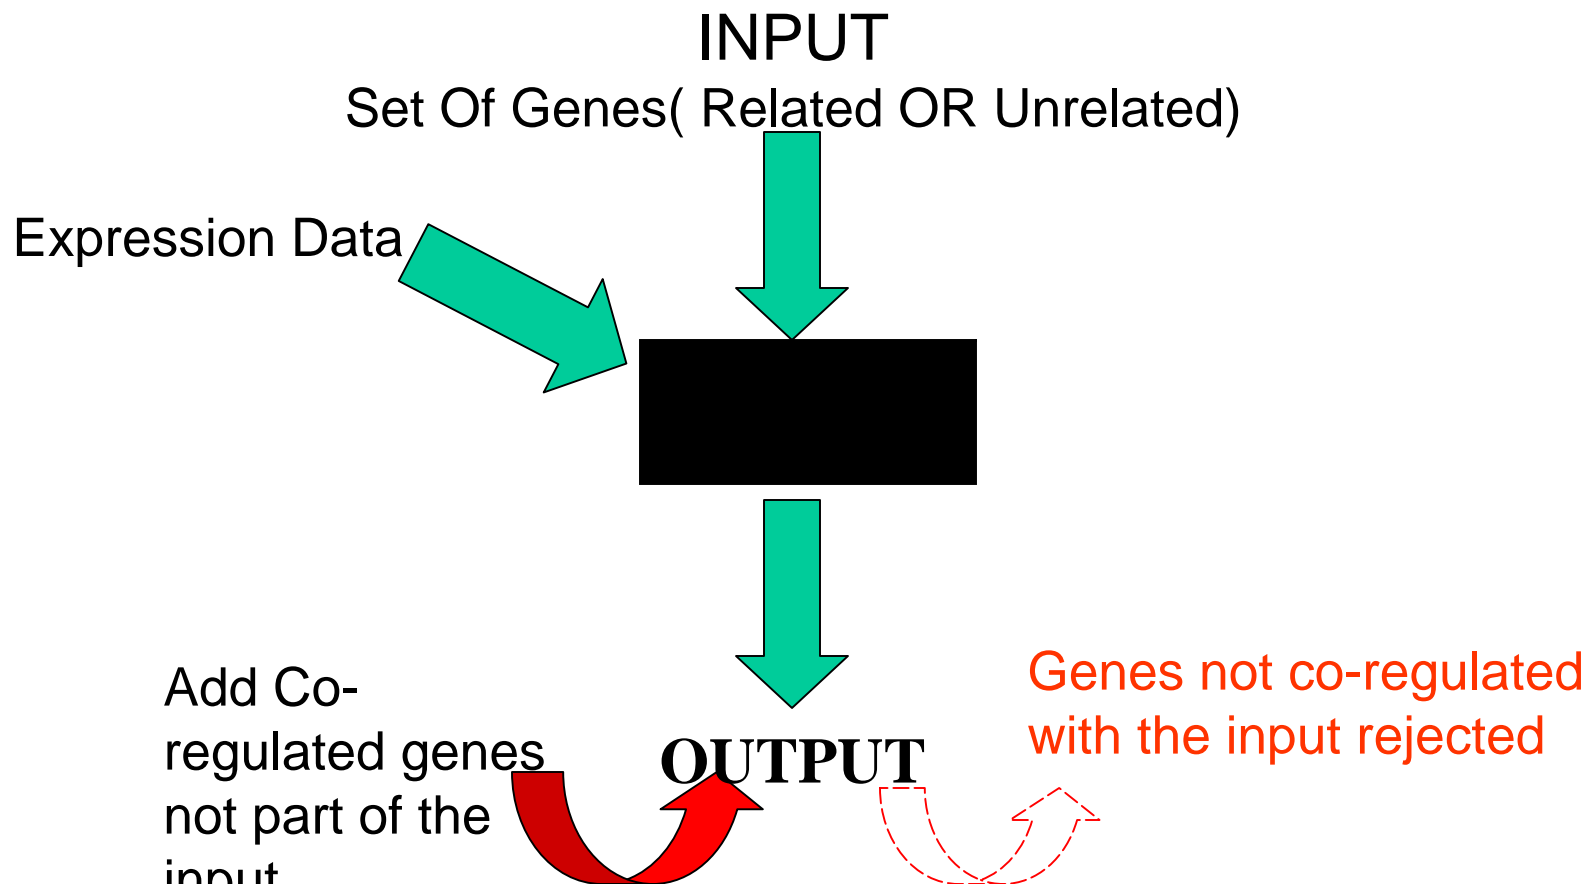 INPUT
Set Of Genes( Related OR Unrelated)
Expression Data
Add Co-
regulated genes
not part of the
input
OUTPUT
Genes not co-regulated
with the input rejected